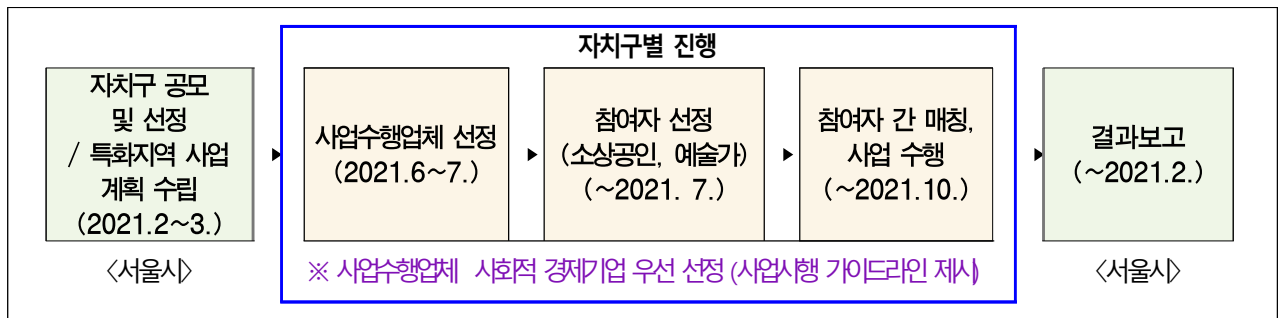 자치구별 진행
자치구 공모
및 선정
/ 특화지역 사업
계획 수립
(2021.2~3.)
사업수행업체 선정
(2021.6~7.)
참여자 선정
(소상공인, 예술가)
(~2021. 7.)
참여자 간 매칭,
사업 수행
(~2021.10.)
결과보고
(~2021.2.)
<서울시>
※ 사업수행업체 사회적 경제기업 우선 선정 (사업시행 가이드라인 제시)
<서울시>